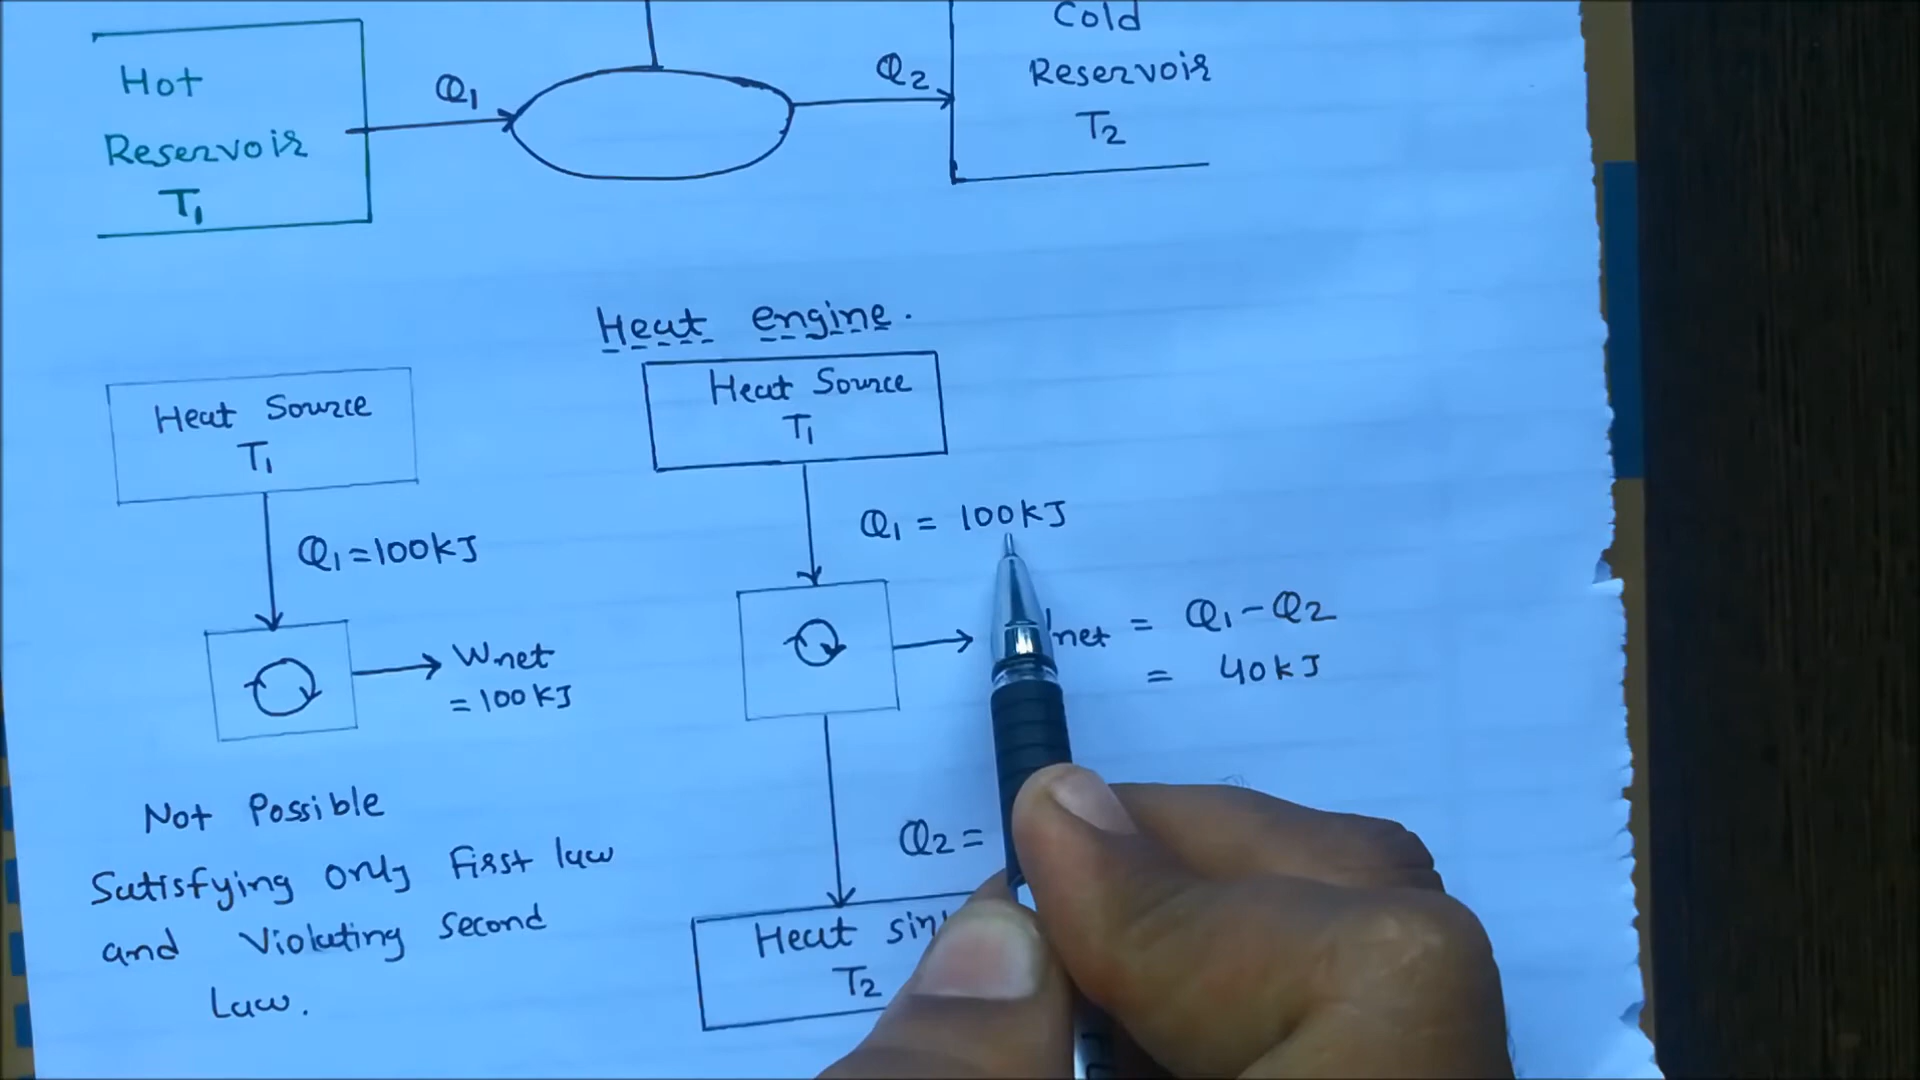 Hot
Reservoir
T1
Q1
Q2
Cold
Reservoir
T2
Heat engine.
Heat Source
T1
Q1=100kJ
Wnet
=100kJ
Not Possible
Satisfying only First law
and Violating Second
Law.
Heat Source
T1
Q1 = 100kJ
= Q1-Q2
= 40kJ
Q2=
Heat
T2